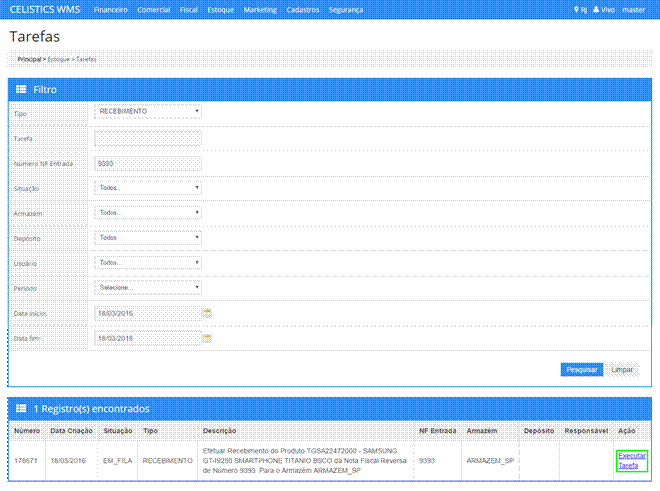 CELISTICS WMS Financeiro Comercial Fiscal Estoque Marketing Cadastros Segurança RJ Vivo master
Tarefas
Principal > Estoque > Tarefas
Filtro
Tipo RECEBIMENTO
Tarefa
Número NF Entrada 9393
Situação Todos...
Armazem Todos...
Depósito Todos...
Usuário Todos...
Período Selecione...
Data início: 18/03/2016
Data fim: 18/03/2016
Pesquisar Limpar
1 Registro(s) encontrados
Número Data Criação Situação Tipo Descrição NF Entrada Armazém Depósito Responsável Ação
Efetuar Recebimento do Produto TGSA22472000 - SAMSUNG
178671 18/03/2016 EM_FILA RECEBIMENTO GT-I9250 SMARTPHONE TITANIO BSCO da Nota Fiscal Reversa 9393 ARMAZEM_SP Executar
de Número 9393 Para o Armazém ARMAZEM_SP Tarefa